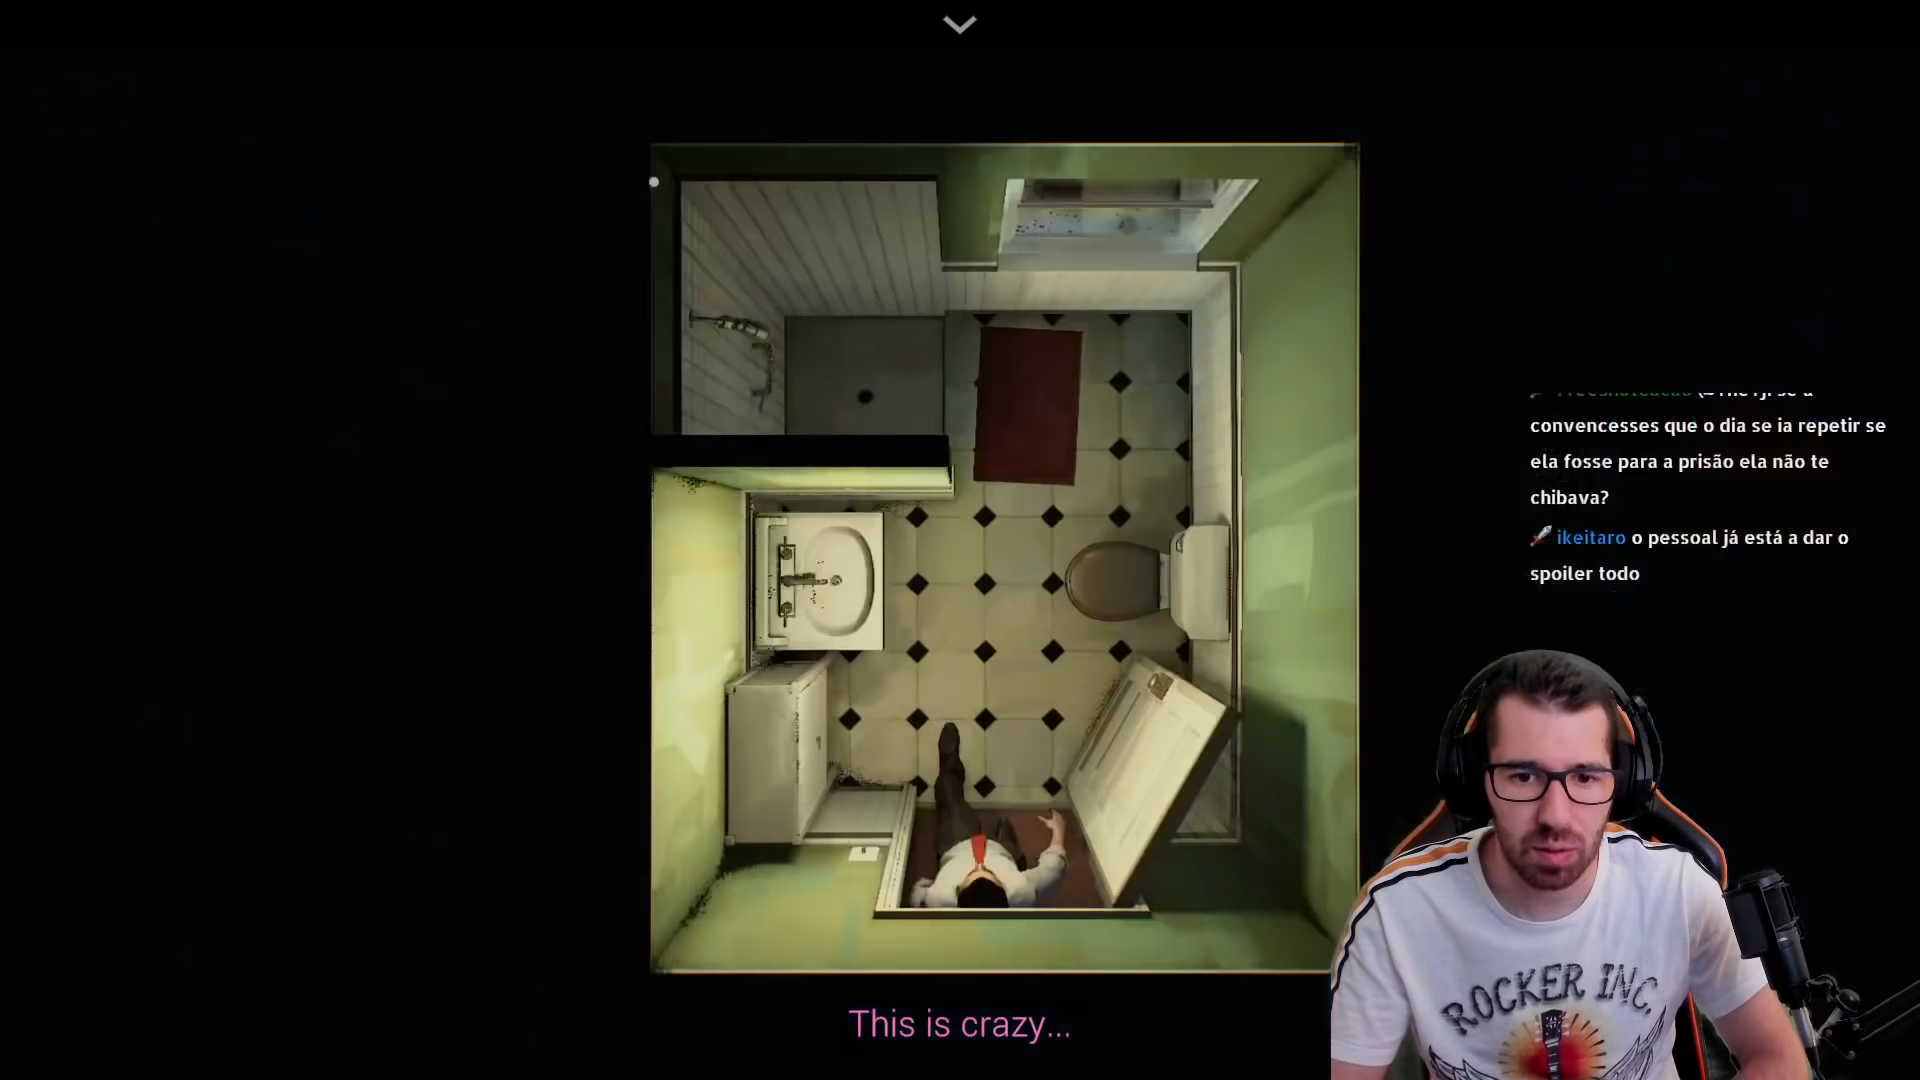 convencesses que o dia se ia repetir se
ela fosse para a prisão ela não te
chibava?
ikeitaro o pessoal já está a dar o
spoiler todo
ROCKER INC.
This is crazy...